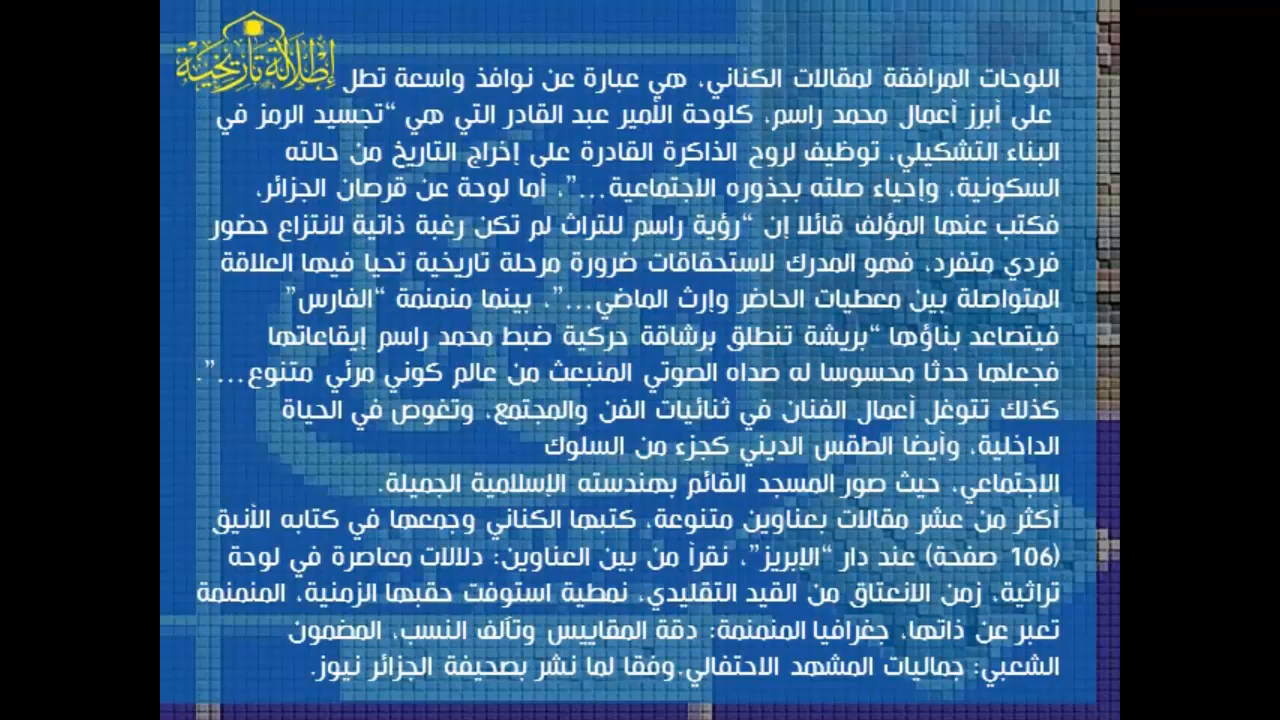 إطلالة تاريخية
اللوحات المرافقة لمقالات الكناني، هي عبارة عن نوافذ واسعة تطل
على أبرز أعمال محمد راسم، كلوحة الأمير عبد القادر التي هي “تجسيد الرمز في
البناء التشكيلي، توظيف لروح الذاكرة القادرة على إخراج التاريخ من حالته
السكونية، وإحياء صلته بجذوره الاجتماعية...”، أما لوحة عن قرصان الجزائر،
فكتب عنها المؤلف قائلا إن “رؤية راسم للتراث لم تكن رغبة ذاتية لانتزاع حضور
فردي متفرد، فهو المدرك لاستحقاقات ضرورة مرحلة تاريخية تحيا فيها العلاقة
المتواصلة بين معطيات الحاضر وإرث الماضي...”، بينما منمنمة “الفارس”
فيتصاعد بناؤها “بريشة تنطلق برشاقة حركية ضبط محمد راسم إيقاعاتها
فجعلها حدثا محسوسا له صداه الصوتي المنبعث من عالم كوني مرئي متنوع...”.
كذلك تتوغل أعمال الفنان في ثنائيات الفن والمجتمع، وتغوص في الحياة
الداخلية، وأيضا الطقس الديني كجزء من السلوك
الاجتماعي، حيث صور المسجد القائم بهندسته الإسلامية الجميلة.
أكثر من عشر مقالات بعناوين متنوعة، كتبها الكناني وجمعها في كتابه الأنيق
(106 صفحة) عند دار “الإبريز”، نقرأ من بين العناوين: دلالات معاصرة في لوحة
تراثية، زمن الانعتاق من القيد التقليدي، نمطية استوفت حقبها الزمنية، المنمنمة
تعبر عن ذاتها، جغرافيا المنمنمة: دقة المقاييس وتآلف النسب، المضمون
الشعبي: جماليات المشهد الاحتفالي.وفقا لما نشر بصحيفة الجزائر نيوز.